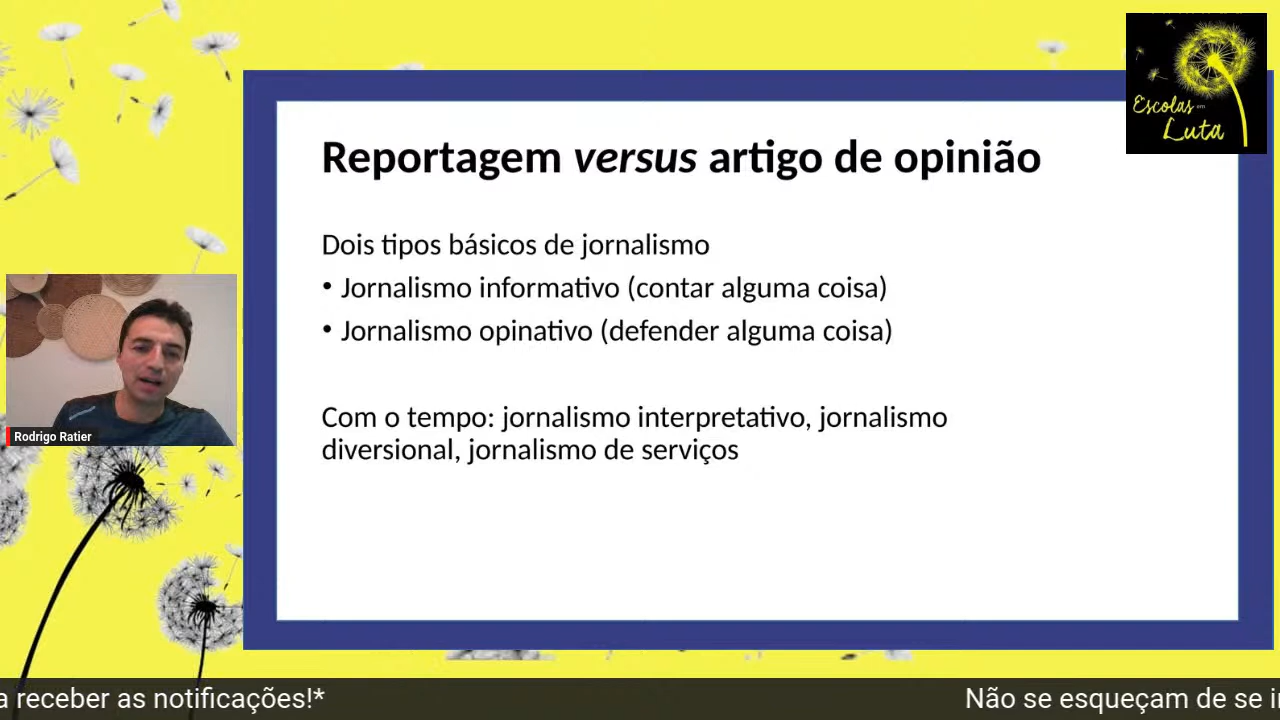 Escolas em
Luta
Reportagem versus artigo de opinião
Dois tipos básicos de jornalismo
• Jornalismo informativo (contar alguma coisa)
• Jornalismo opinativo (defender alguma coisa)
Com o tempo: jornalismo interpretativo, jornalismo
diversional, jornalismo de serviços
Rodrigo Ratier
a receber as notificações!* Não se esqueçam de se i